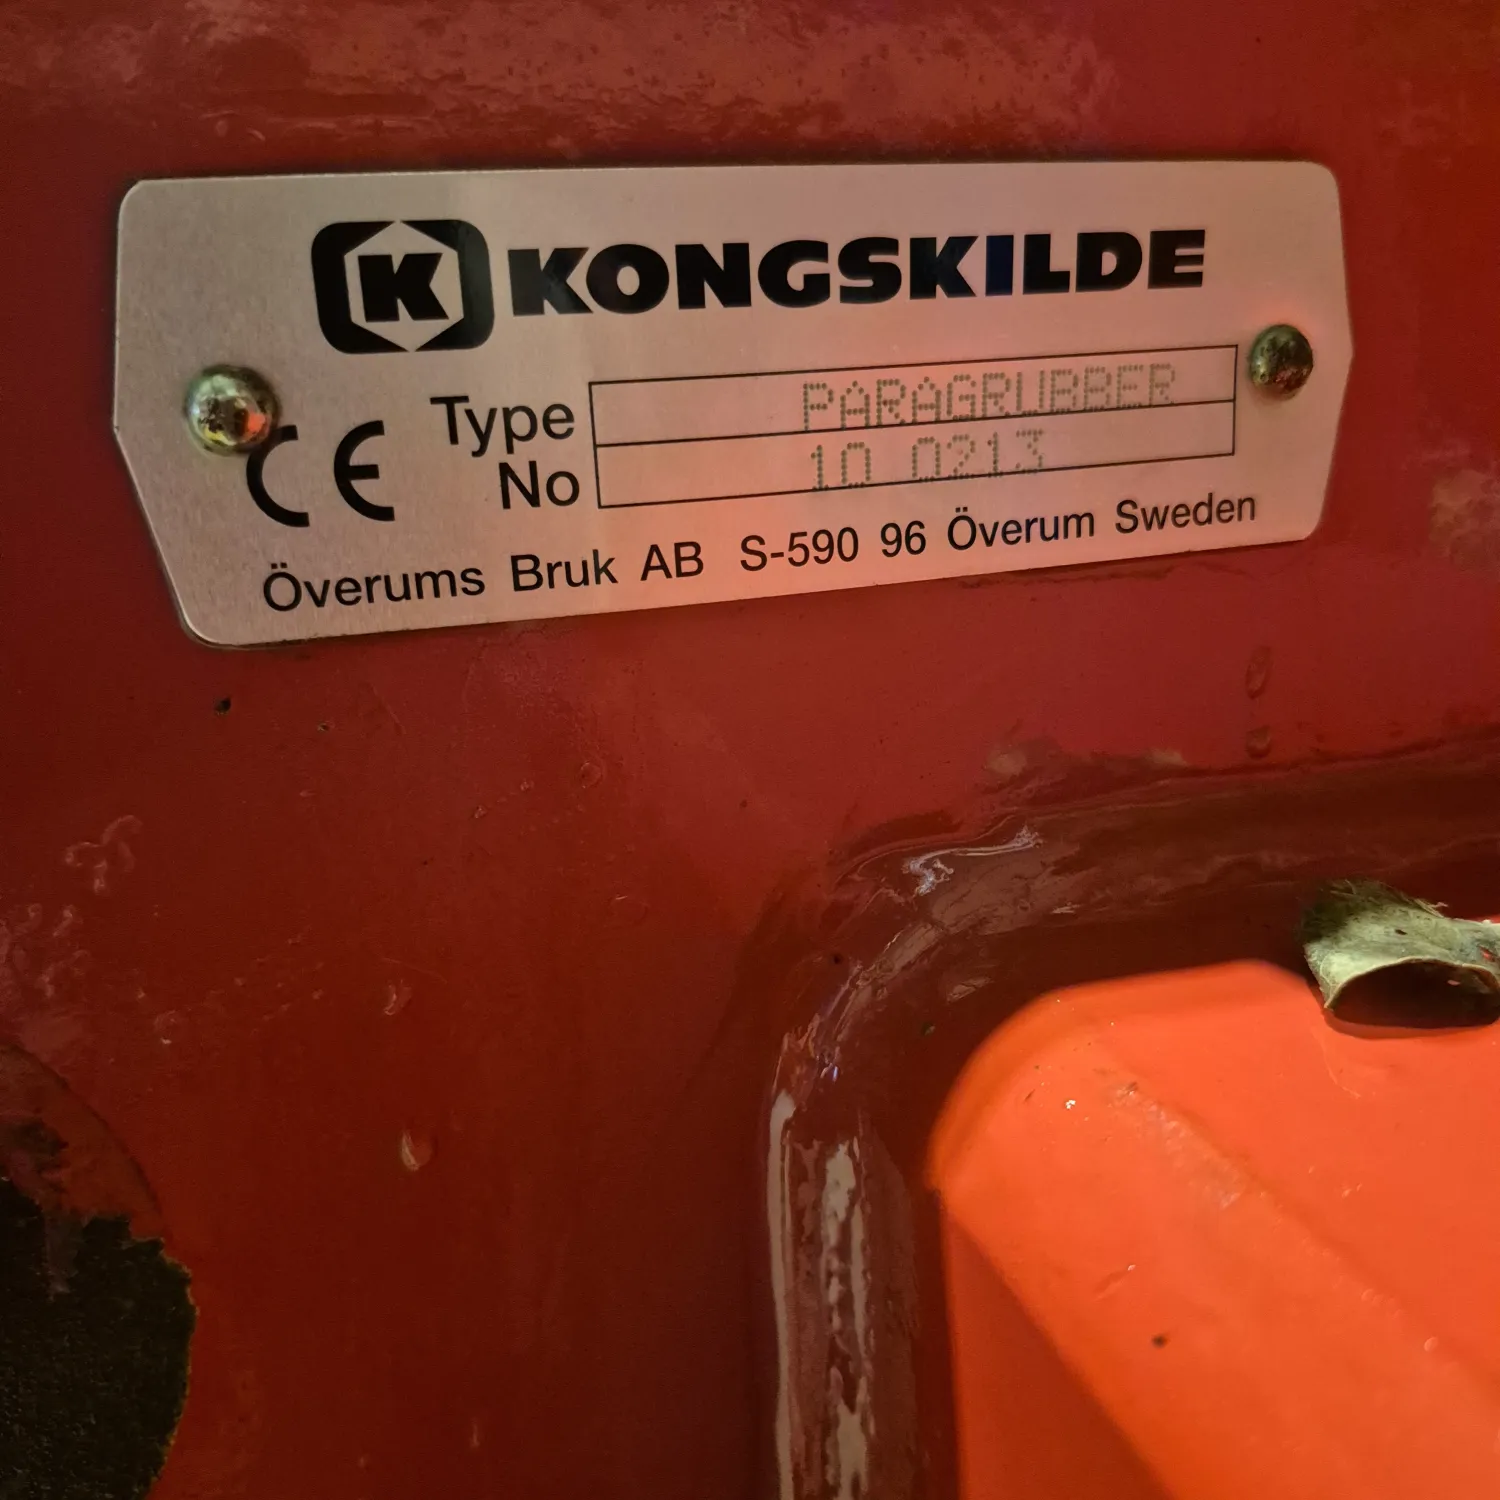 K KONGSKILDE
CE Type PARAGRUBBER
No 10 0213
Överums Bruk AB S-590 96 Överum Sweden